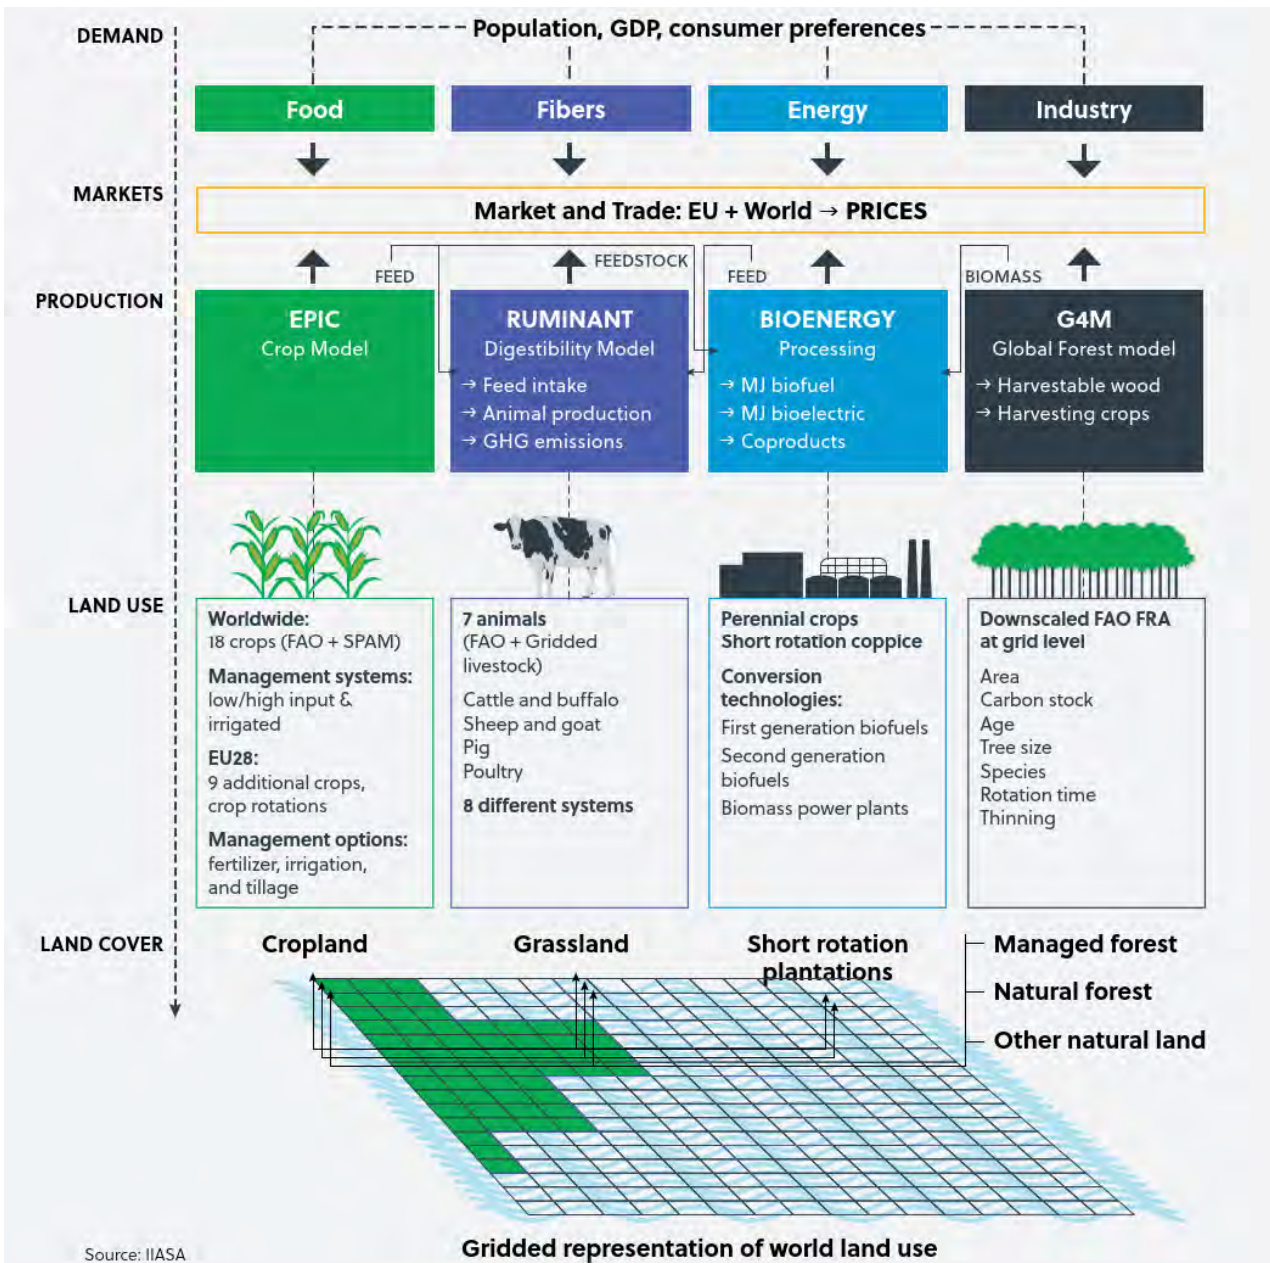 DEMAND
Population, GDP, consumer preferences
Food
Fibers
Energy
Industry
MARKETS
Market and Trade: EU + World → PRICES
FEED
FEEDSTOCK
FEED
BIOMASS
PRODUCTION
EPIC
Crop Model
RUMINANT
Digestibility Model
→ Feed intake
→ Animal production
→ GHG emissions
BIOENERGY
Processing
→ MJ biofuel
→ MJ bioelectric
→ Coproducts
G4M
Global Forest model
→ Harvestable wood
→ Harvesting crops
LAND USE
Worldwide:
18 crops (FAO + SPAM)
Management systems:
low/high input &
irrigated
EU28:
9 additional crops,
crop rotations
Management options:
fertilizer, irrigation,
and tillage
7 animals
(FAO + Gridded
livestock)
Cattle and buffalo
Sheep and goat
Pig
Poultry
8 different systems
Perennial crops
Short rotation coppice
Conversion
technologies:
First generation biofuels
Second generation
biofuels
Biomass power plants
Downscaled FAO FRA
at grid level
Area
Carbon stock
Age
Tree size
Species
Rotation time
Thinning
LAND COVER
Cropland
Grassland
Short rotation
plantations
Managed forest
Natural forest
Other natural land
Gridded representation of world land use
Source: IIASA